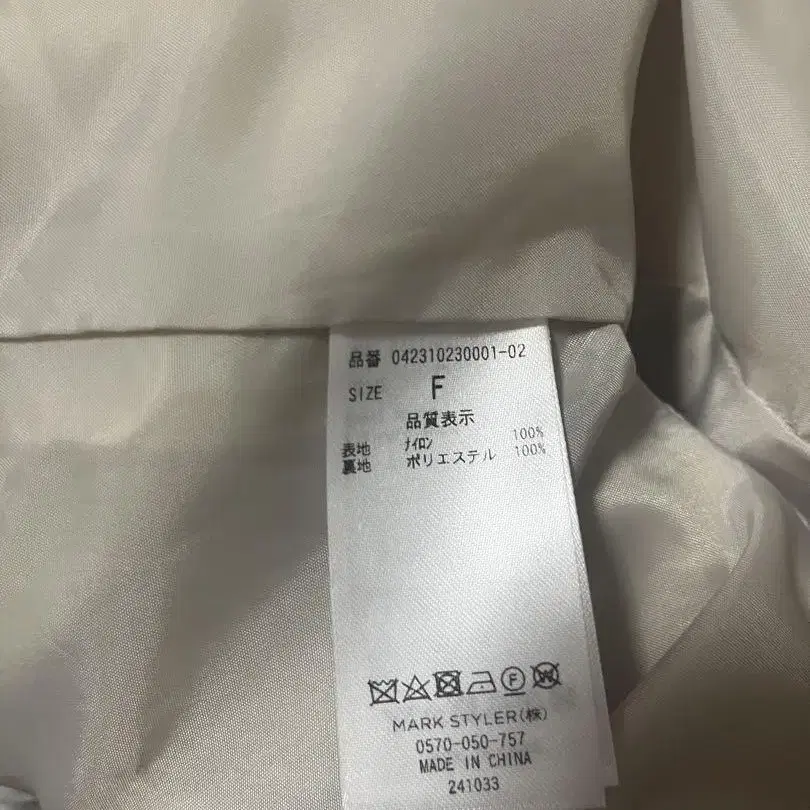 品番 042310230001-02
SIZE F
品質表示
表地 ナイロン 100%
裏地 ポリエステル 100%
F W
MARK STYLER(株)
0570-050-757
MADE IN CHINA
241033